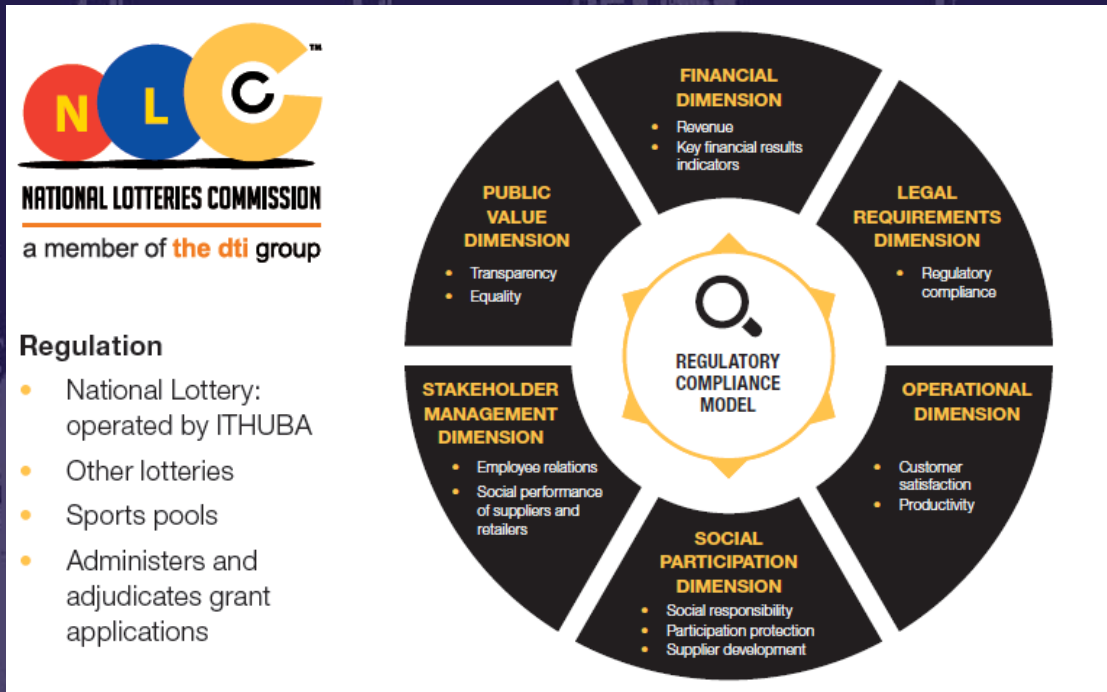 N L C C ™
NATIONAL LOTTERIES COMMISSION
a member of the dti group
Regulation
• National Lottery:
operated by ITHUBA
• Other lotteries
• Sports pools
• Administers and
adjudicates grant
applications
FINANCIAL
DIMENSION
• Revenue
• Key financial results
indicators
LEGAL
REQUIREMENTS
DIMENSION
• Regulatory
compliance
OPERATIONAL
DIMENSION
• Customer
satisfaction
• Productivity
SOCIAL
PARTICIPATION
DIMENSION
• Social responsibility
• Participation protection
• Supplier development
STAKEHOLDER
MANAGEMENT
DIMENSION
• Employee relations
• Social performance
of suppliers and
retailers
PUBLIC
VALUE
DIMENSION
• Transparency
• Equality
REGULATORY
COMPLIANCE
MODEL